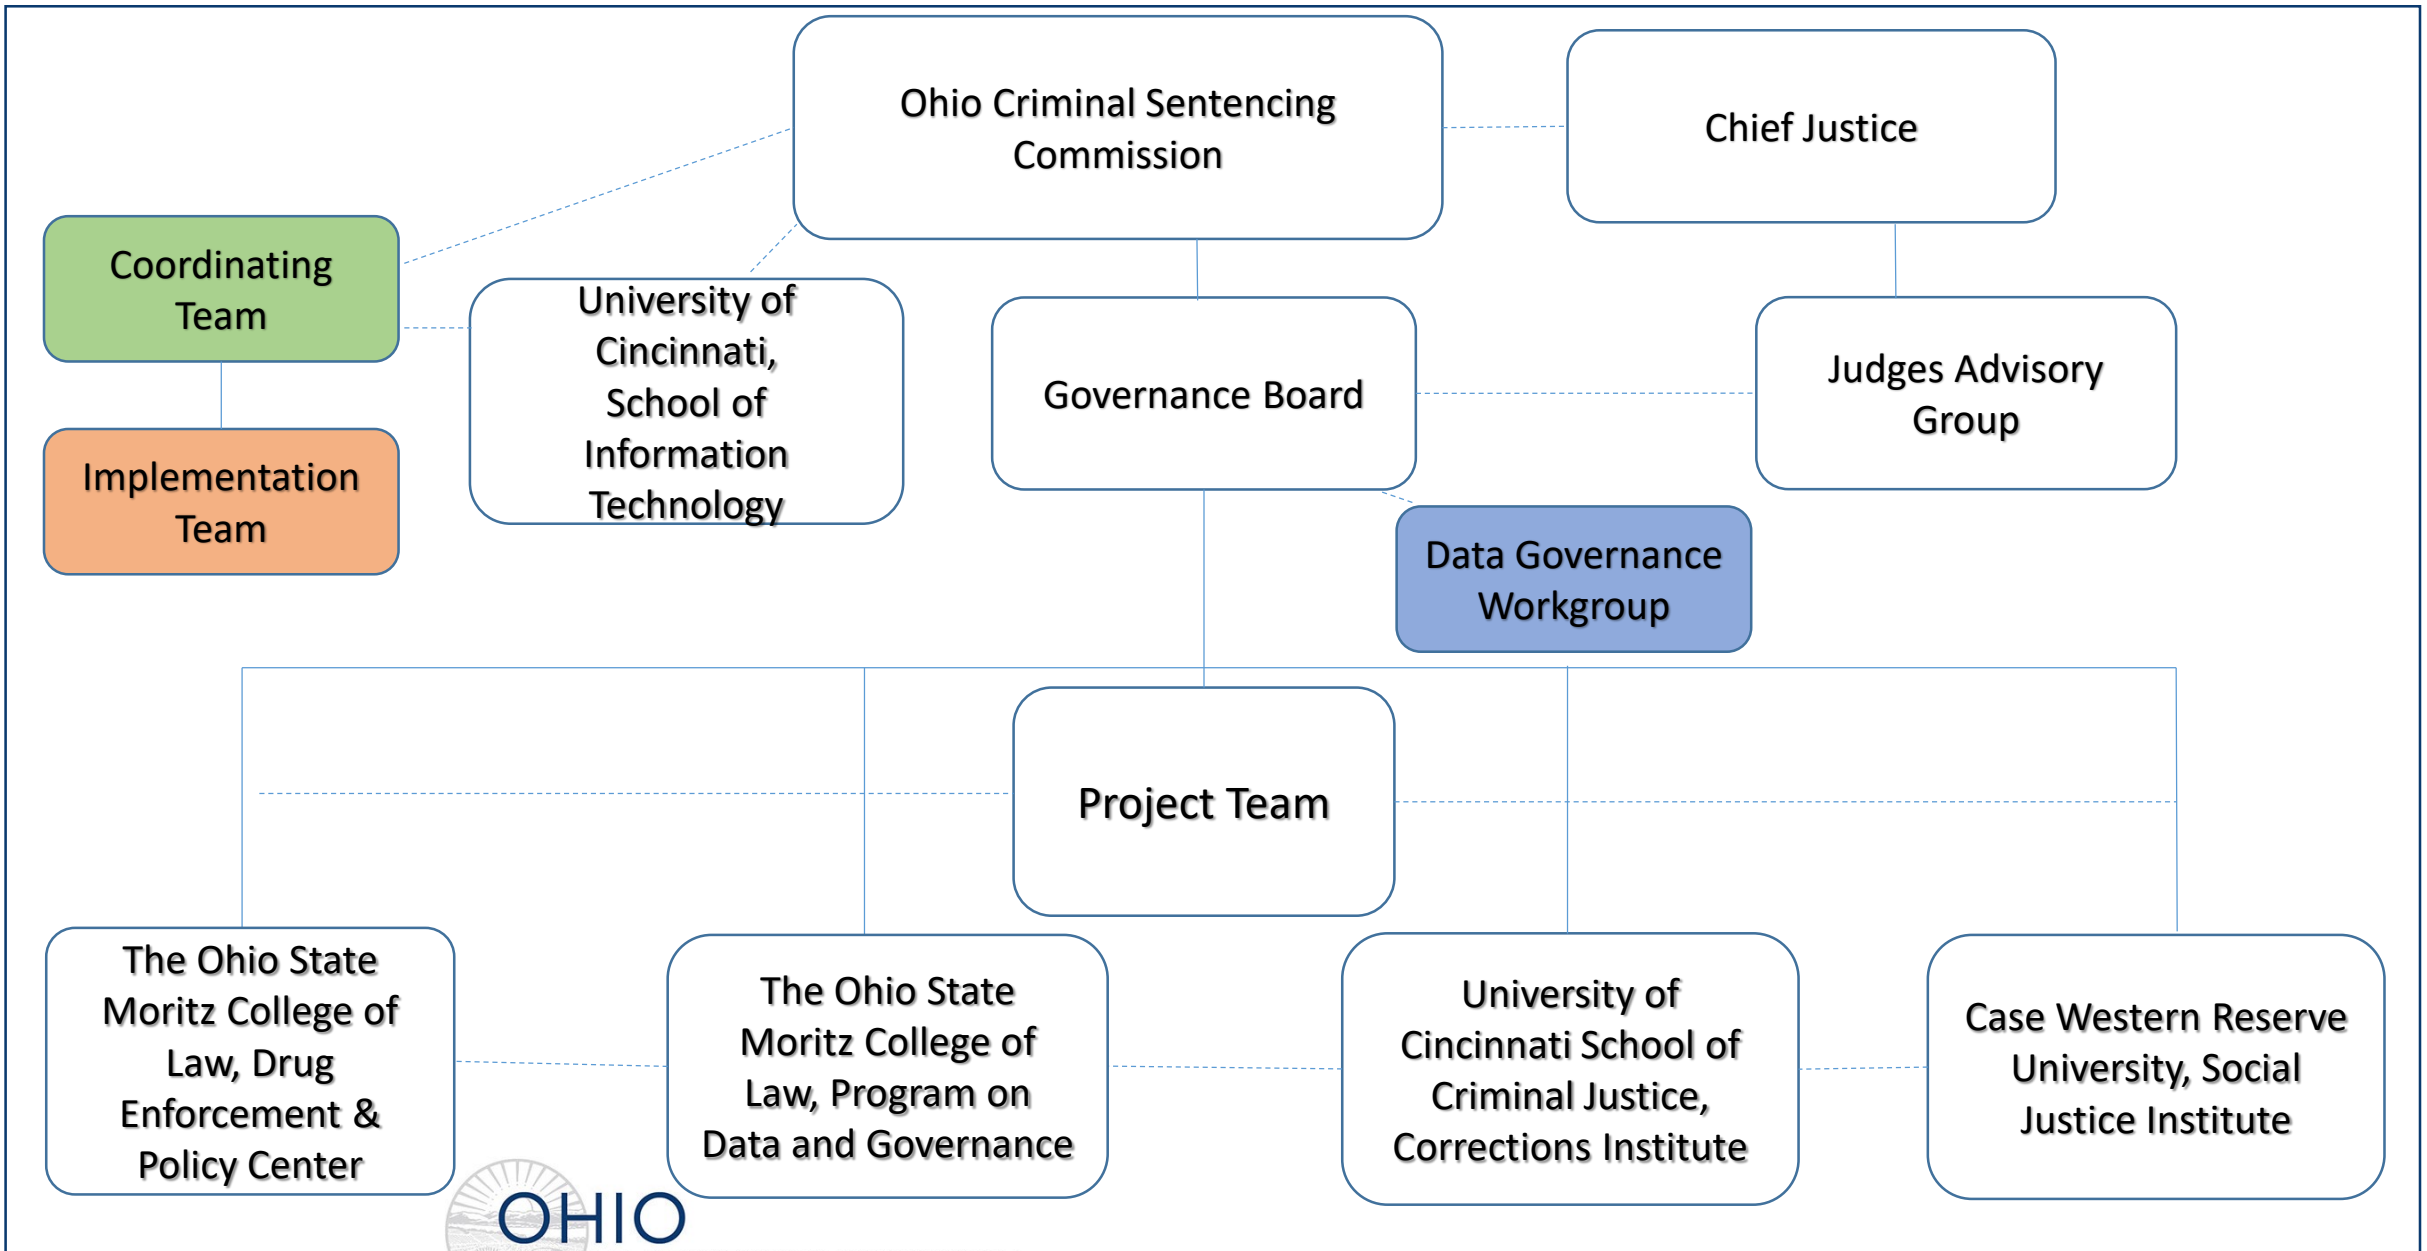 Ohio Criminal Sentencing
Commission
Chief Justice
Coordinating
Team
University of
Cincinnati,
School of
Information
Technology
Governance Board
Judges Advisory
Group
Implementation
Team
Data Governance
Workgroup
Project Team
The Ohio State
Moritz College of
Law, Drug
Enforcement &
Policy Center
The Ohio State
Moritz College of
Law, Program on
Data and Governance
University of
Cincinnati School of
Criminal Justice,
Corrections Institute
Case Western Reserve
University, Social
Justice Institute
OHIO